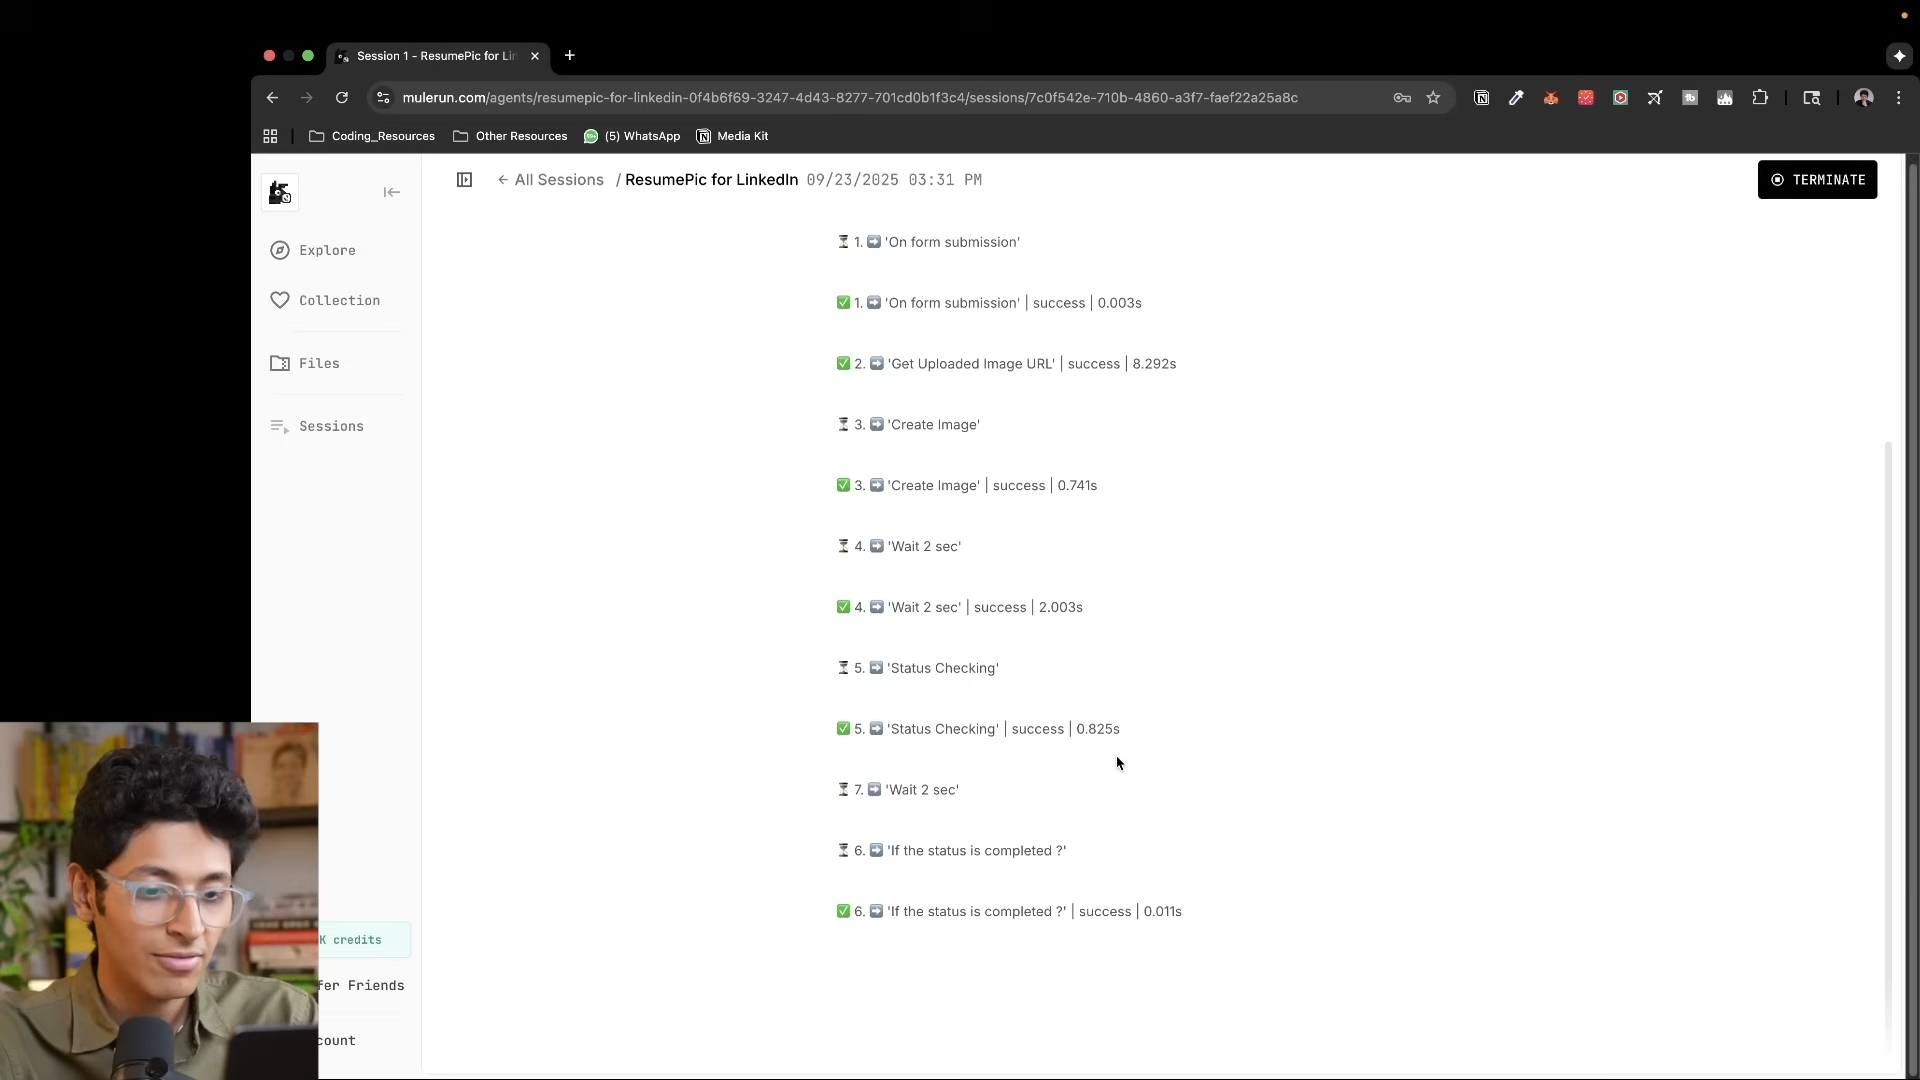 Session 1 - ResumePic for Lin
mulerun.com/agents/resumepic-for-linkedin-0f4b6f69-3247-4d43-8277-701cd0b1f3c4/sessions/7c0f542e-710b-4860-a3f7-faef22a25a8c
Coding_Resources
Other Resources
(5) WhatsApp
Media Kit
← All Sessions / ResumePic for LinkedIn 09/23/2025 03:31 PM
TERMINATE
Explore
Collection
Files
Sessions
⏳ 1. ➡️ 'On form submission'
✅ 1. ➡️ 'On form submission' | success | 0.003s
✅ 2. ➡️ 'Get Uploaded Image URL' | success | 8.292s
⏳ 3. ➡️ 'Create Image'
✅ 3. ➡️ 'Create Image' | success | 0.741s
⏳ 4. ➡️ 'Wait 2 sec'
✅ 4. ➡️ 'Wait 2 sec' | success | 2.003s
⏳ 5. ➡️ 'Status Checking'
✅ 5. ➡️ 'Status Checking' | success | 0.825s
⏳ 7. ➡️ 'Wait 2 sec'
⏳ 6. ➡️ 'If the status is completed ?'
✅ 6. ➡️ 'If the status is completed ?' | success | 0.011s
K credits
fer Friends
count